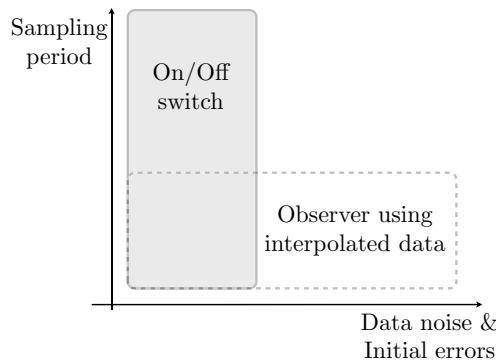 Sampling
period
On/Off
switch
Observer using
interpolated data
Data noise &
Initial errors